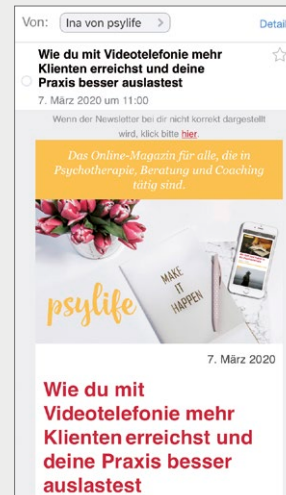 Von: Ina von psylife >
Detai
Wie du mit Videotelefonie mehr
Klienten erreichst und deine
Praxis besser auslastest
7. März 2020 um 11:00
Wenn der Newsletter bei dir nicht korrekt dargestellt
wird, klick bitte hier.
Das Online-Magazin für alle, die in
Psychotherapie, Beratung und Coaching
tätig sind.
MAKE
IT
HAPPEN
psylife
7. März 2020
Wie du mit
Videotelefonie mehr
Klienten erreichst und
deine Praxis besser
auslastest